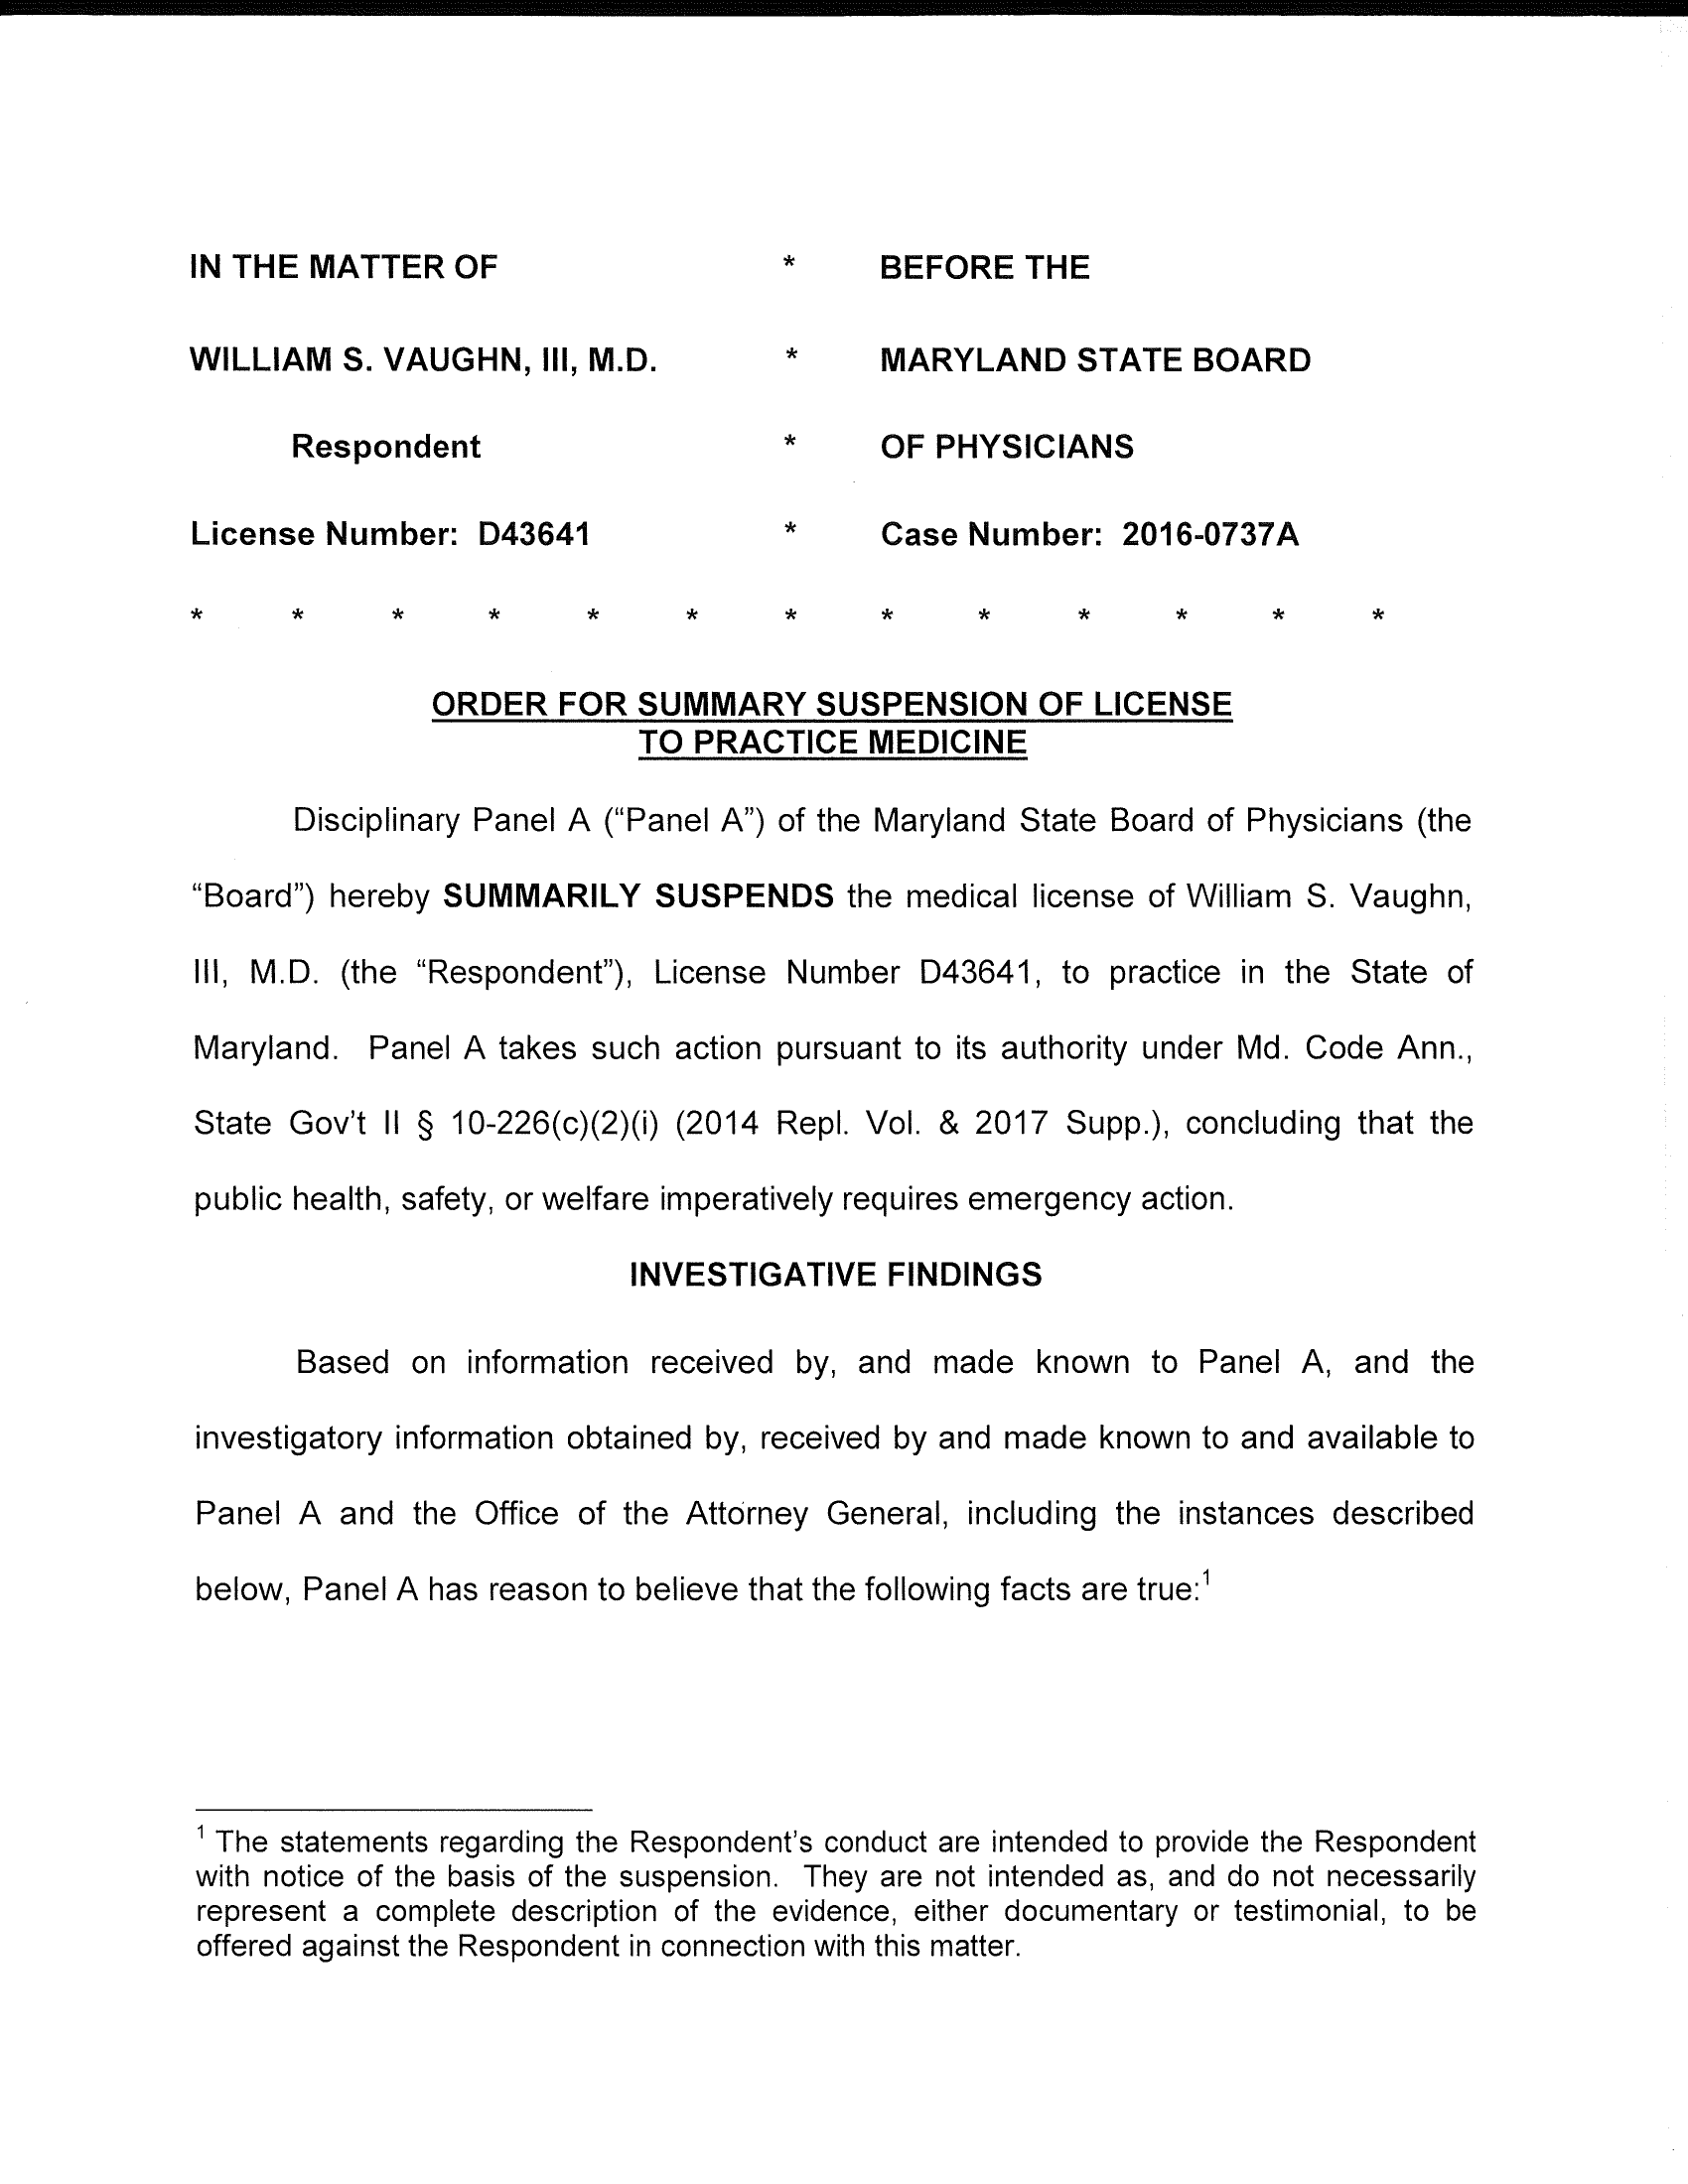 IN THE MATTER OF * BEFORE THE
WILLIAM S. VAUGHN, III, M.D. * MARYLAND STATE BOARD
Respondent * OF PHYSICIANS
License Number: D43641 * Case Number: 2016-0737A
* * * * * * * * * * * * *
ORDER FOR SUMMARY SUSPENSION OF LICENSE
TO PRACTICE MEDICINE
Disciplinary Panel A (“Panel A”) of the Maryland State Board of Physicians (the
“Board”) hereby SUMMARILY SUSPENDS the medical license of William S. Vaughn,
III, M.D. (the “Respondent”), License Number D43641, to practice in the State of
Maryland. Panel A takes such action pursuant to its authority under Md. Code Ann.,
State Gov’t II § 10-226(c)(2)(i) (2014 Repl. Vol. & 2017 Supp.), concluding that the
public health, safety, or welfare imperatively requires emergency action.
INVESTIGATIVE FINDINGS
Based on information received by, and made known to Panel A, and the
investigatory information obtained by, received by and made known to and available to
Panel A and the Office of the Attorney General, including the instances described
below, Panel A has reason to believe that the following facts are true:¹
¹ The statements regarding the Respondent’s conduct are intended to provide the Respondent
with notice of the basis of the suspension. They are not intended as, and do not necessarily
represent a complete description of the evidence, either documentary or testimonial, to be
offered against the Respondent in connection with this matter.